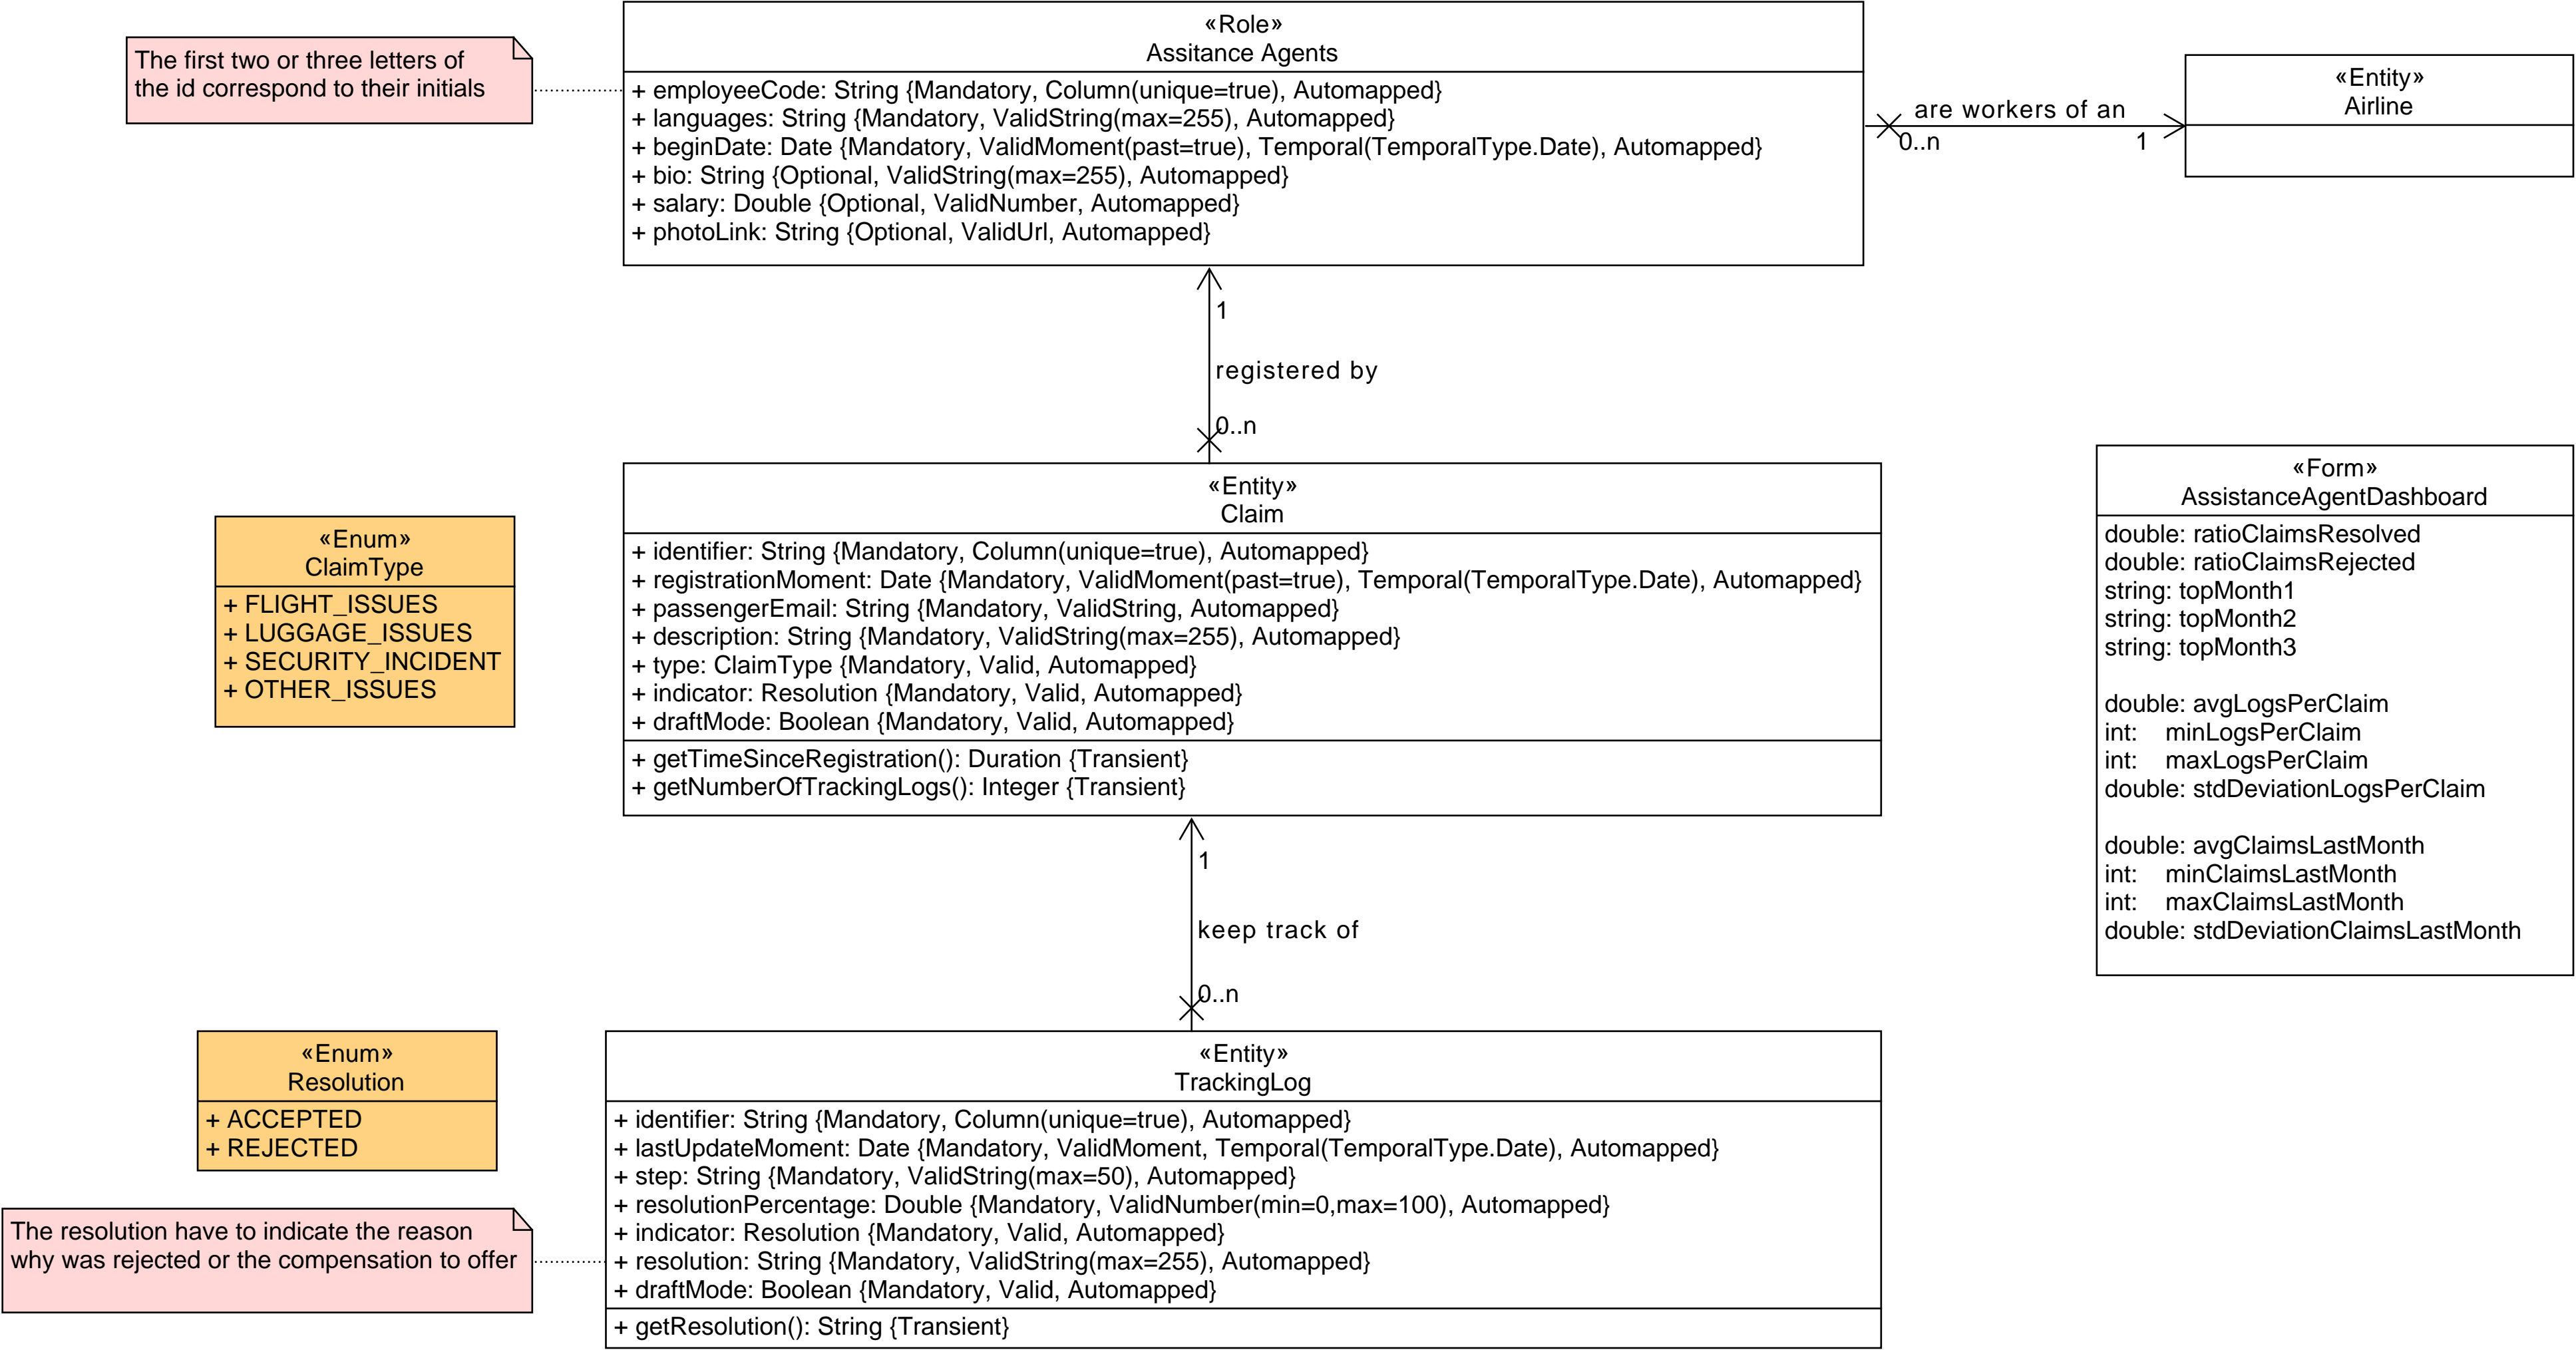 The first two or three letters of
the id correspond to their initials
«Role»
Assitance Agents
+ employeeCode: String {Mandatory, Column(unique=true), Automapped}
+ languages: String {Mandatory, ValidString(max=255), Automapped}
+ beginDate: Date {Mandatory, ValidMoment(past=true), Temporal(TemporalType.Date), Automapped}
+ bio: String {Optional, ValidString(max=255), Automapped}
+ salary: Double {Optional, ValidNumber, Automapped}
+ photoLink: String {Optional, ValidUrl, Automapped}
are workers of an
0..n
1
«Entity»
Airline
1
registered by
0..n
«Enum»
ClaimType
+ FLIGHT_ISSUES
+ LUGGAGE_ISSUES
+ SECURITY_INCIDENT
+ OTHER_ISSUES
«Entity»
Claim
+ identifier: String {Mandatory, Column(unique=true), Automapped}
+ registrationMoment: Date {Mandatory, ValidMoment(past=true), Temporal(TemporalType.Date), Automapped}
+ passengerEmail: String {Mandatory, ValidString, Automapped}
+ description: String {Mandatory, ValidString(max=255), Automapped}
+ type: ClaimType {Mandatory, Valid, Automapped}
+ indicator: Resolution {Mandatory, Valid, Automapped}
+ draftMode: Boolean {Mandatory, Valid, Automapped}
+ getTimeSinceRegistration(): Duration {Transient}
+ getNumberOfTrackingLogs(): Integer {Transient}
«Form»
AssistanceAgentDashboard
double: ratioClaimsResolved
double: ratioClaimsRejected
string: topMonth1
string: topMonth2
string: topMonth3
double: avgLogsPerClaim
int: minLogsPerClaim
int: maxLogsPerClaim
double: stdDeviationLogsPerClaim
double: avgClaimsLastMonth
int: minClaimsLastMonth
int: maxClaimsLastMonth
double: stdDeviationClaimsLastMonth
1
keep track of
0..n
«Enum»
Resolution
+ ACCEPTED
+ REJECTED
The resolution have to indicate the reason
why was rejected or the compensation to offer
«Entity»
TrackingLog
+ identifier: String {Mandatory, Column(unique=true), Automapped}
+ lastUpdateMoment: Date {Mandatory, ValidMoment, Temporal(TemporalType.Date), Automapped}
+ step: String {Mandatory, ValidString(max=50), Automapped}
+ resolutionPercentage: Double {Mandatory, ValidNumber(min=0,max=100), Automapped}
+ indicator: Resolution {Mandatory, Valid, Automapped}
+ resolution: String {Mandatory, ValidString(max=255), Automapped}
+ draftMode: Boolean {Mandatory, Valid, Automapped}
+ getResolution(): String {Transient}